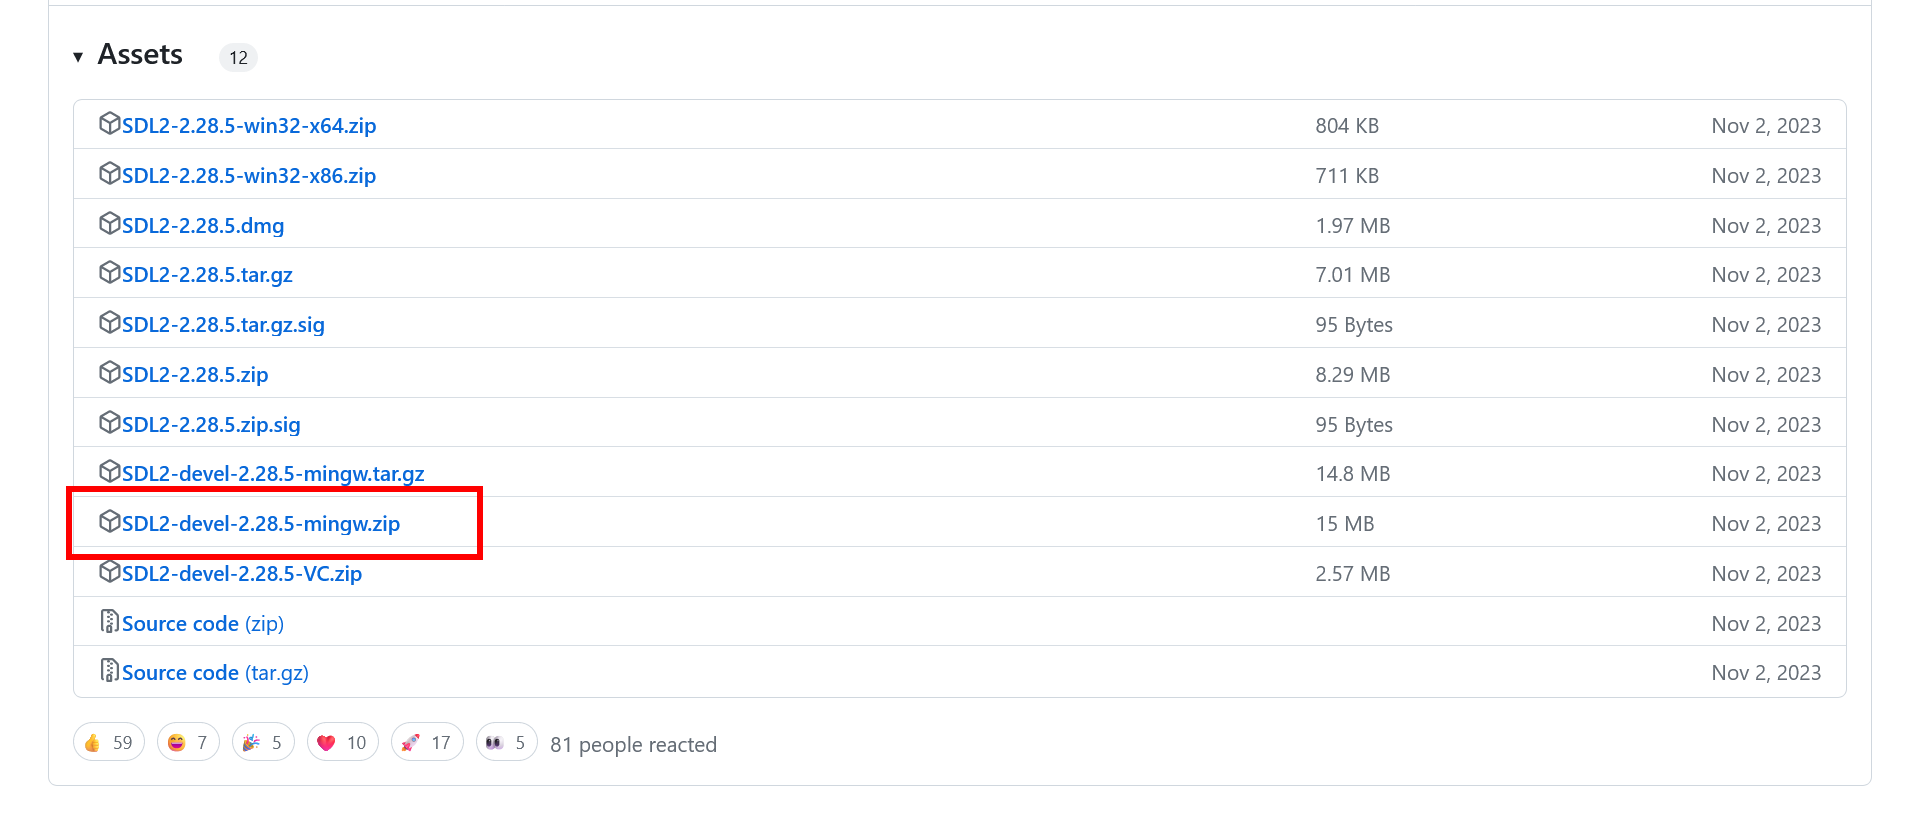 Assets 12
SDL2-2.28.5-win32-x64.zip 804 KB Nov 2, 2023
SDL2-2.28.5-win32-x86.zip 711 KB Nov 2, 2023
SDL2-2.28.5.dmg 1.97 MB Nov 2, 2023
SDL2-2.28.5.tar.gz 7.01 MB Nov 2, 2023
SDL2-2.28.5.tar.gz.sig 95 Bytes Nov 2, 2023
SDL2-2.28.5.zip 8.29 MB Nov 2, 2023
SDL2-2.28.5.zip.sig 95 Bytes Nov 2, 2023
SDL2-devel-2.28.5-mingw.tar.gz 14.8 MB Nov 2, 2023
SDL2-devel-2.28.5-mingw.zip 15 MB Nov 2, 2023
SDL2-devel-2.28.5-VC.zip 2.57 MB Nov 2, 2023
Source code (zip) Nov 2, 2023
Source code (tar.gz) Nov 2, 2023
59 7 5 10 17 5 81 people reacted